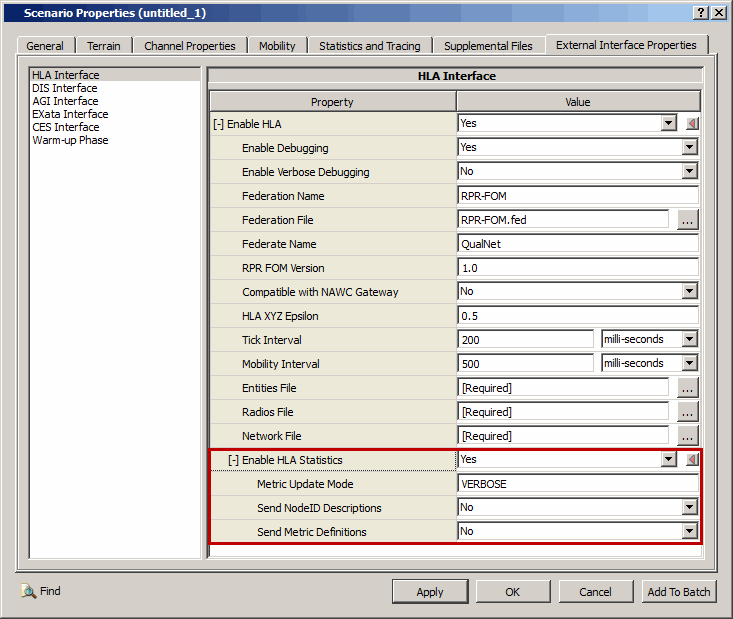 Scenario Properties (untitled_1)
General Terrain Channel Properties Mobility Statistics and Tracing Supplemental Files External Interface Properties
HLA Interface
DIS Interface
AGI Interface
EXata Interface
CES Interface
Warm-up Phase
HLA Interface
Property Value
[-] Enable HLA Yes
Enable Debugging Yes
Enable Verbose Debugging No
Federation Name RPR-FOM
Federation File RPR-FOM.fed ...
Federate Name QualNet
RPR FOM Version 1.0
Compatible with NAWC Gateway No
HLA XYZ Epsilon 0.5
Tick Interval 200 milli-seconds
Mobility Interval 500 milli-seconds
Entities File [Required] ...
Radios File [Required] ...
Network File [Required] ...
[-] Enable HLA Statistics Yes
Metric Update Mode VERBOSE
Send NodeID Descriptions No
Send Metric Definitions No
Find Apply OK Cancel Add To Batch